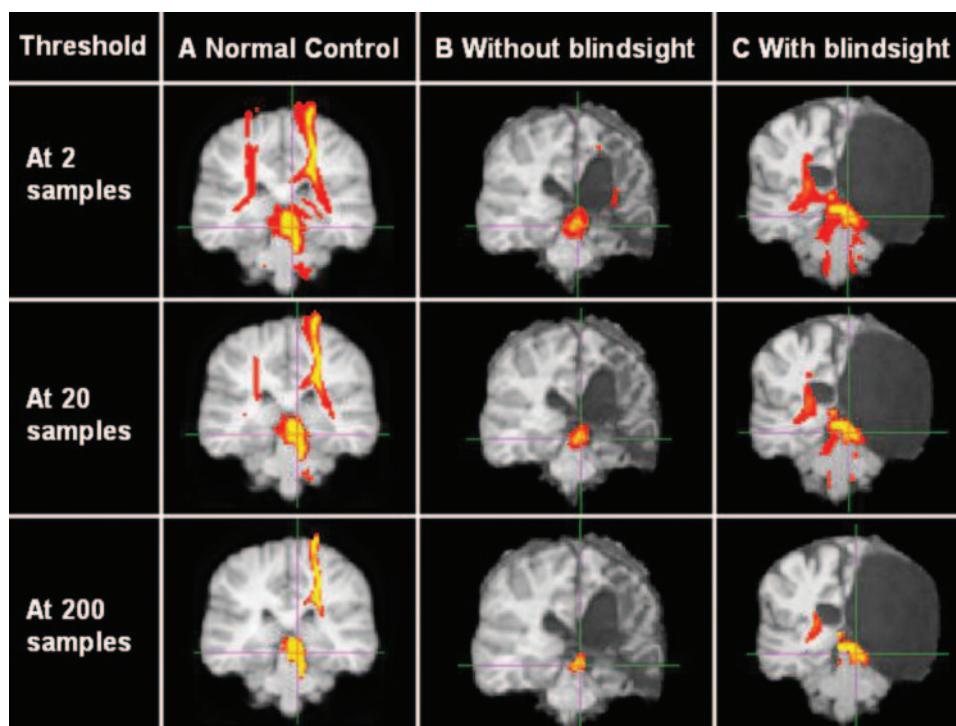 Threshold
A Normal Control
B Without blindsight
C With blindsight
At 2
samples
At 20
samples
At 200
samples